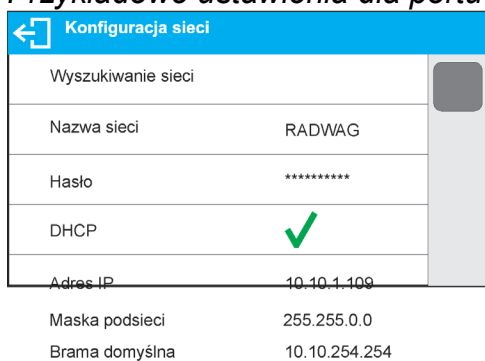 Przykładowe ustawienia dla portu
Konfiguracja sieci
Wyszukiwanie sieci
Nazwa sieci RADWAG
Hasło **********
DHCP
Adres IP 10.10.1.109
Maska podsieci 255.255.0.0
Brama domyślna 10.10.254.254